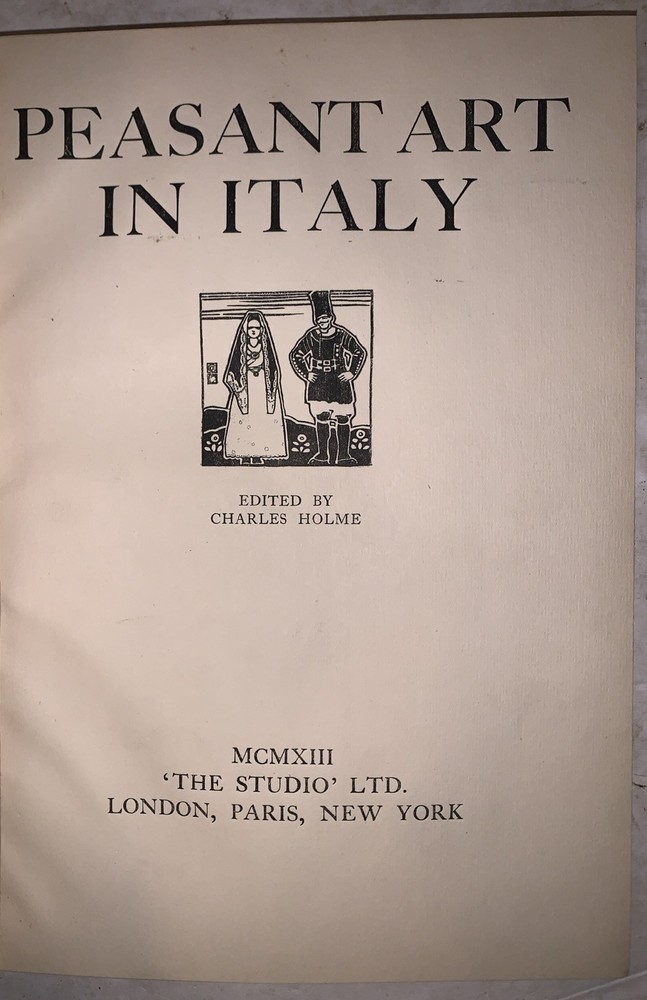 PEASANT ART
IN ITALY
EDITED BY
CHARLES HOLME
MCMXIII
‘THE STUDIO’ LTD.
LONDON, PARIS, NEW YORK